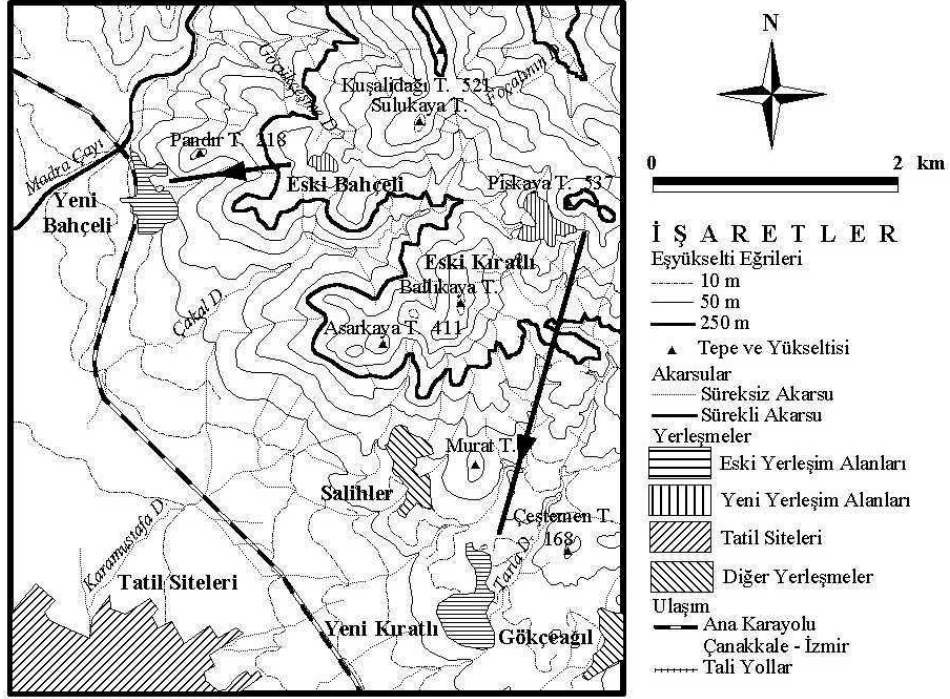 N
0 2 km
Göçükçeşme D.
Kuşalidağı T. 521
Sulukaya T.
Pandır T. 218
Madra Çayı
Eski Bahçeli
Pişkaya T. 537
Yeni
Bahçeli
Eski Kıratlı
Ballıkaya T.
Çakal D.
Asarkaya T. 411
Murat T.
Salihler
Çeştemen T.
168
Karamustafa D.
Tatil Siteleri
Yeni Kıratlı
Gökçeağıl
İ Ş A R E T L E R
Eşyükselti Eğrileri
10 m
50 m
250 m
Tepe ve Yükseltisi
Akarsular
Süreksiz Akarsu
Sürekli Akarsu
Yerleşmeler
Eski Yerleşim Alanları
Yeni Yerleşim Alanları
Tatil Siteleri
Diğer Yerleşmeler
Ulaşım
Ana Karayolu
Çanakkale - İzmir
Tali Yollar